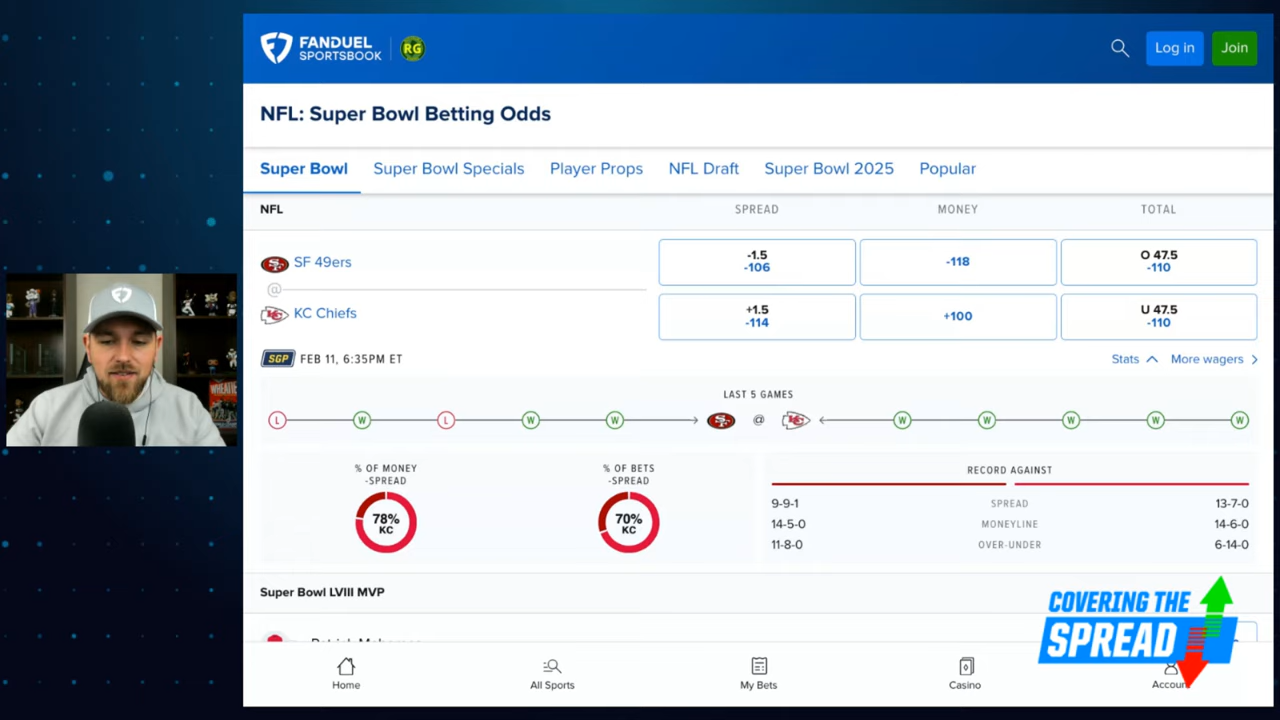 FANDUEL
SPORTSBOOK
RG
Log in
Join
NFL: Super Bowl Betting Odds
Super Bowl
Super Bowl Specials
Player Props
NFL Draft
Super Bowl 2025
Popular
NFL
SPREAD
MONEY
TOTAL
SF 49ers
-1.5
-106
-118
O 47.5
-110
@
KC Chiefs
+1.5
-114
+100
U 47.5
-110
SGP
FEB 11, 6:35PM ET
Stats
More wagers
LAST 5 GAMES
L
W
L
W
W
SF
@
KC
W
W
W
W
W
% OF MONEY
-SPREAD
78%
KC
% OF BETS
-SPREAD
70%
KC
RECORD AGAINST
9-9-1
SPREAD
13-7-0
14-5-0
MONEYLINE
14-6-0
11-8-0
OVER-UNDER
6-14-0
Super Bowl LVIII MVP
COVERING THE
SPREAD
Home
All Sports
My Bets
Casino
Account